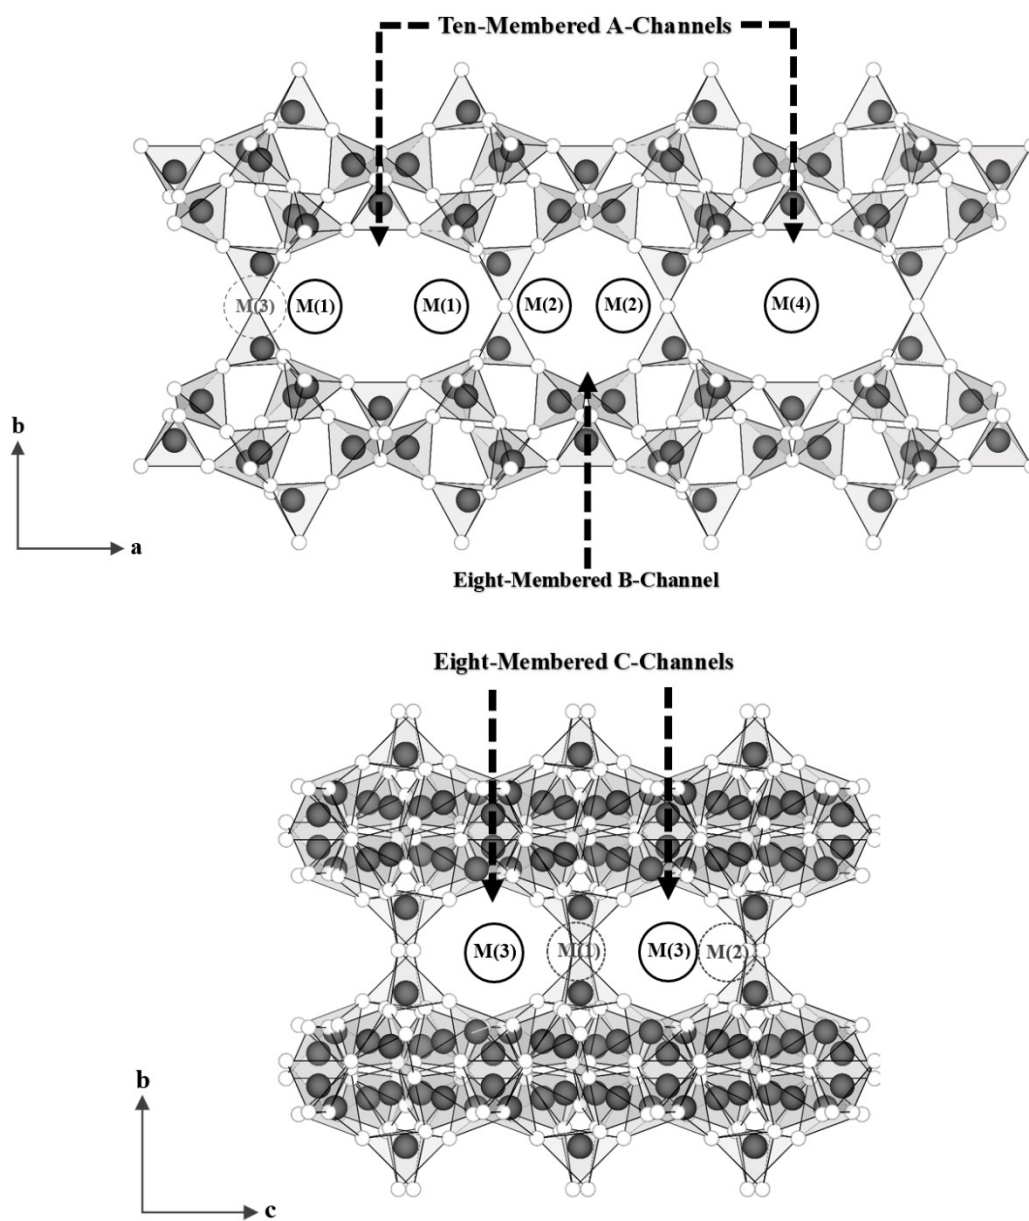 Ten-Membered A-Channels
M(3) M(1) M(1) M(2) M(2) M(4)
b
a
Eight-Membered B-Channel
Eight-Membered C-Channels
M(3) M(1) M(3) M(2)
b
c